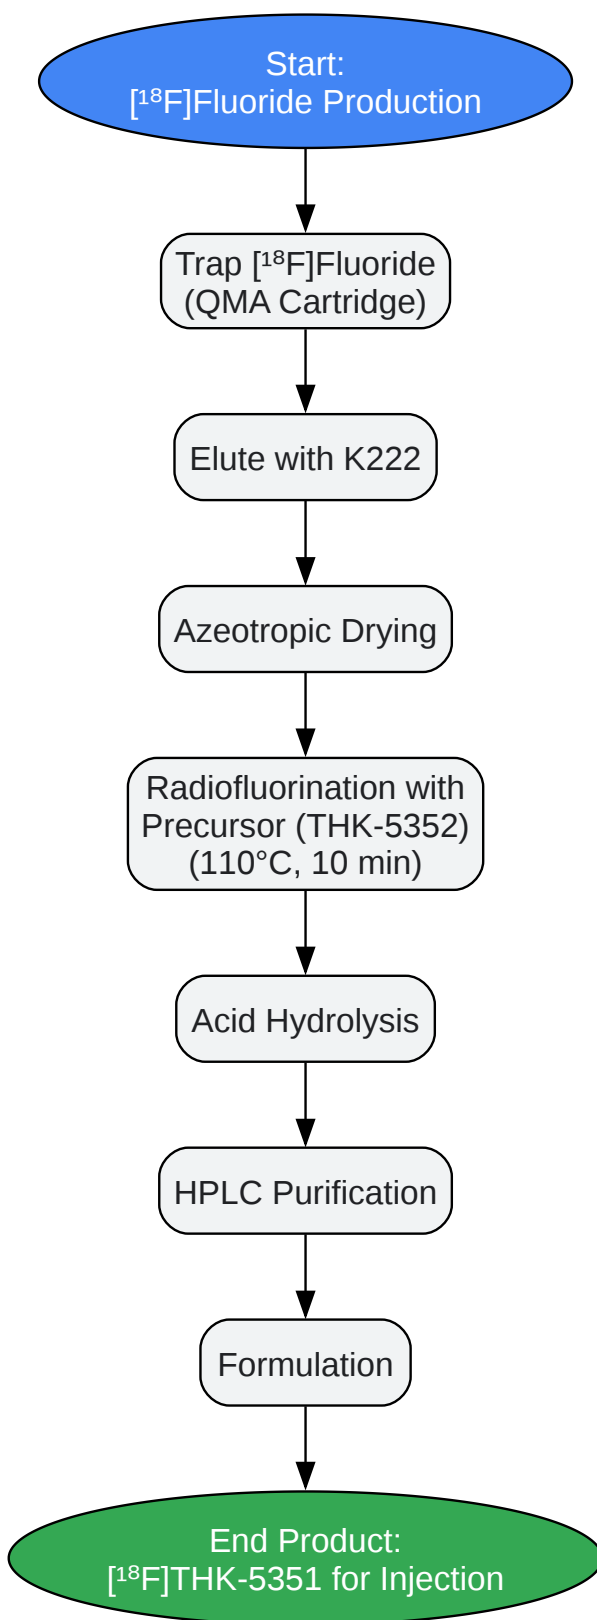 Start:
[¹⁸F]Fluoride Production
Trap [¹⁸F]Fluoride
(QMA Cartridge)
Elute with K222
Azeotropic Drying
Radiofluorination with
Precursor (THK-5352)
(110°C, 10 min)
Acid Hydrolysis
HPLC Purification
Formulation
End Product:
[¹⁸F]THK-5351 for Injection